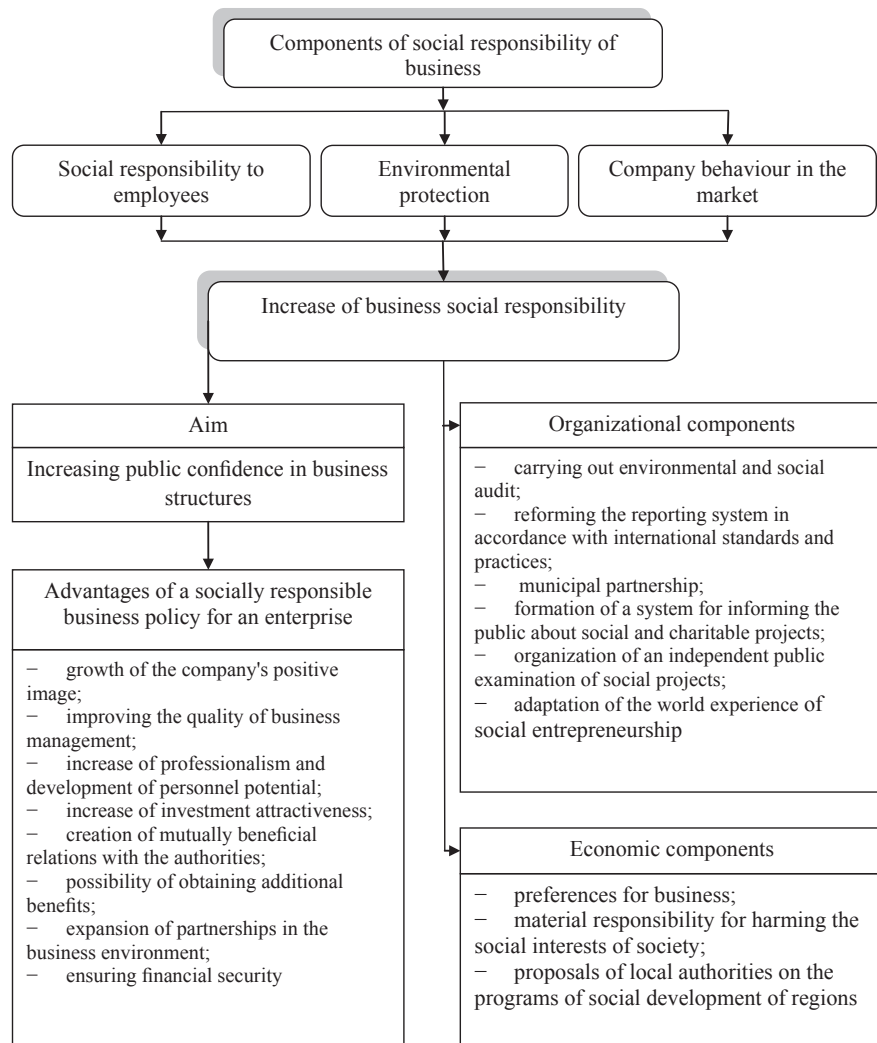 Components of social responsibility of
business
Social responsibility to
employees
Environmental
protection
Company behaviour in the
market
Increase of business social responsibility
Aim
Increasing public confidence in business
structures
Advantages of a socially responsible
business policy for an enterprise
− growth of the company's positive
image;
− improving the quality of business
management;
− increase of professionalism and
development of personnel potential;
− increase of investment attractiveness;
− creation of mutually beneficial
relations with the authorities;
− possibility of obtaining additional
benefits;
− expansion of partnerships in the
business environment;
− ensuring financial security
Organizational components
− carrying out environmental and social
audit;
− reforming the reporting system in
accordance with international standards and
practices;
− municipal partnership;
− formation of a system for informing the
public about social and charitable projects;
− organization of an independent public
examination of social projects;
− adaptation of the world experience of
social entrepreneurship
Economic components
− preferences for business;
− material responsibility for harming the
social interests of society;
− proposals of local authorities on the
programs of social development of regions